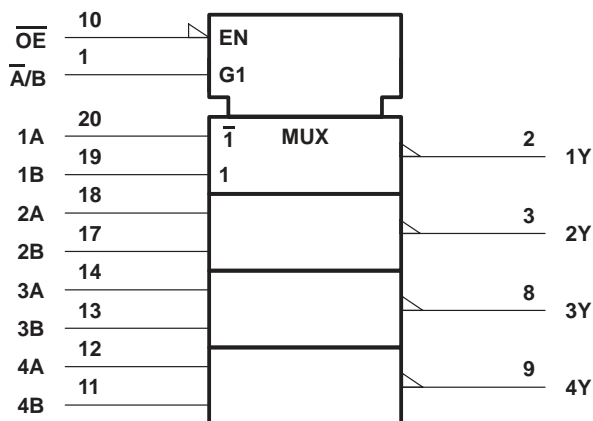 10
O̅E̅ EN
1
A̅/B G1
20
1A 1̅ MUX 2
1Y
19
1B 1
18
2A 3
2Y
17
2B
14
3A 8
3Y
13
3B
12
4A 9
4Y
11
4B